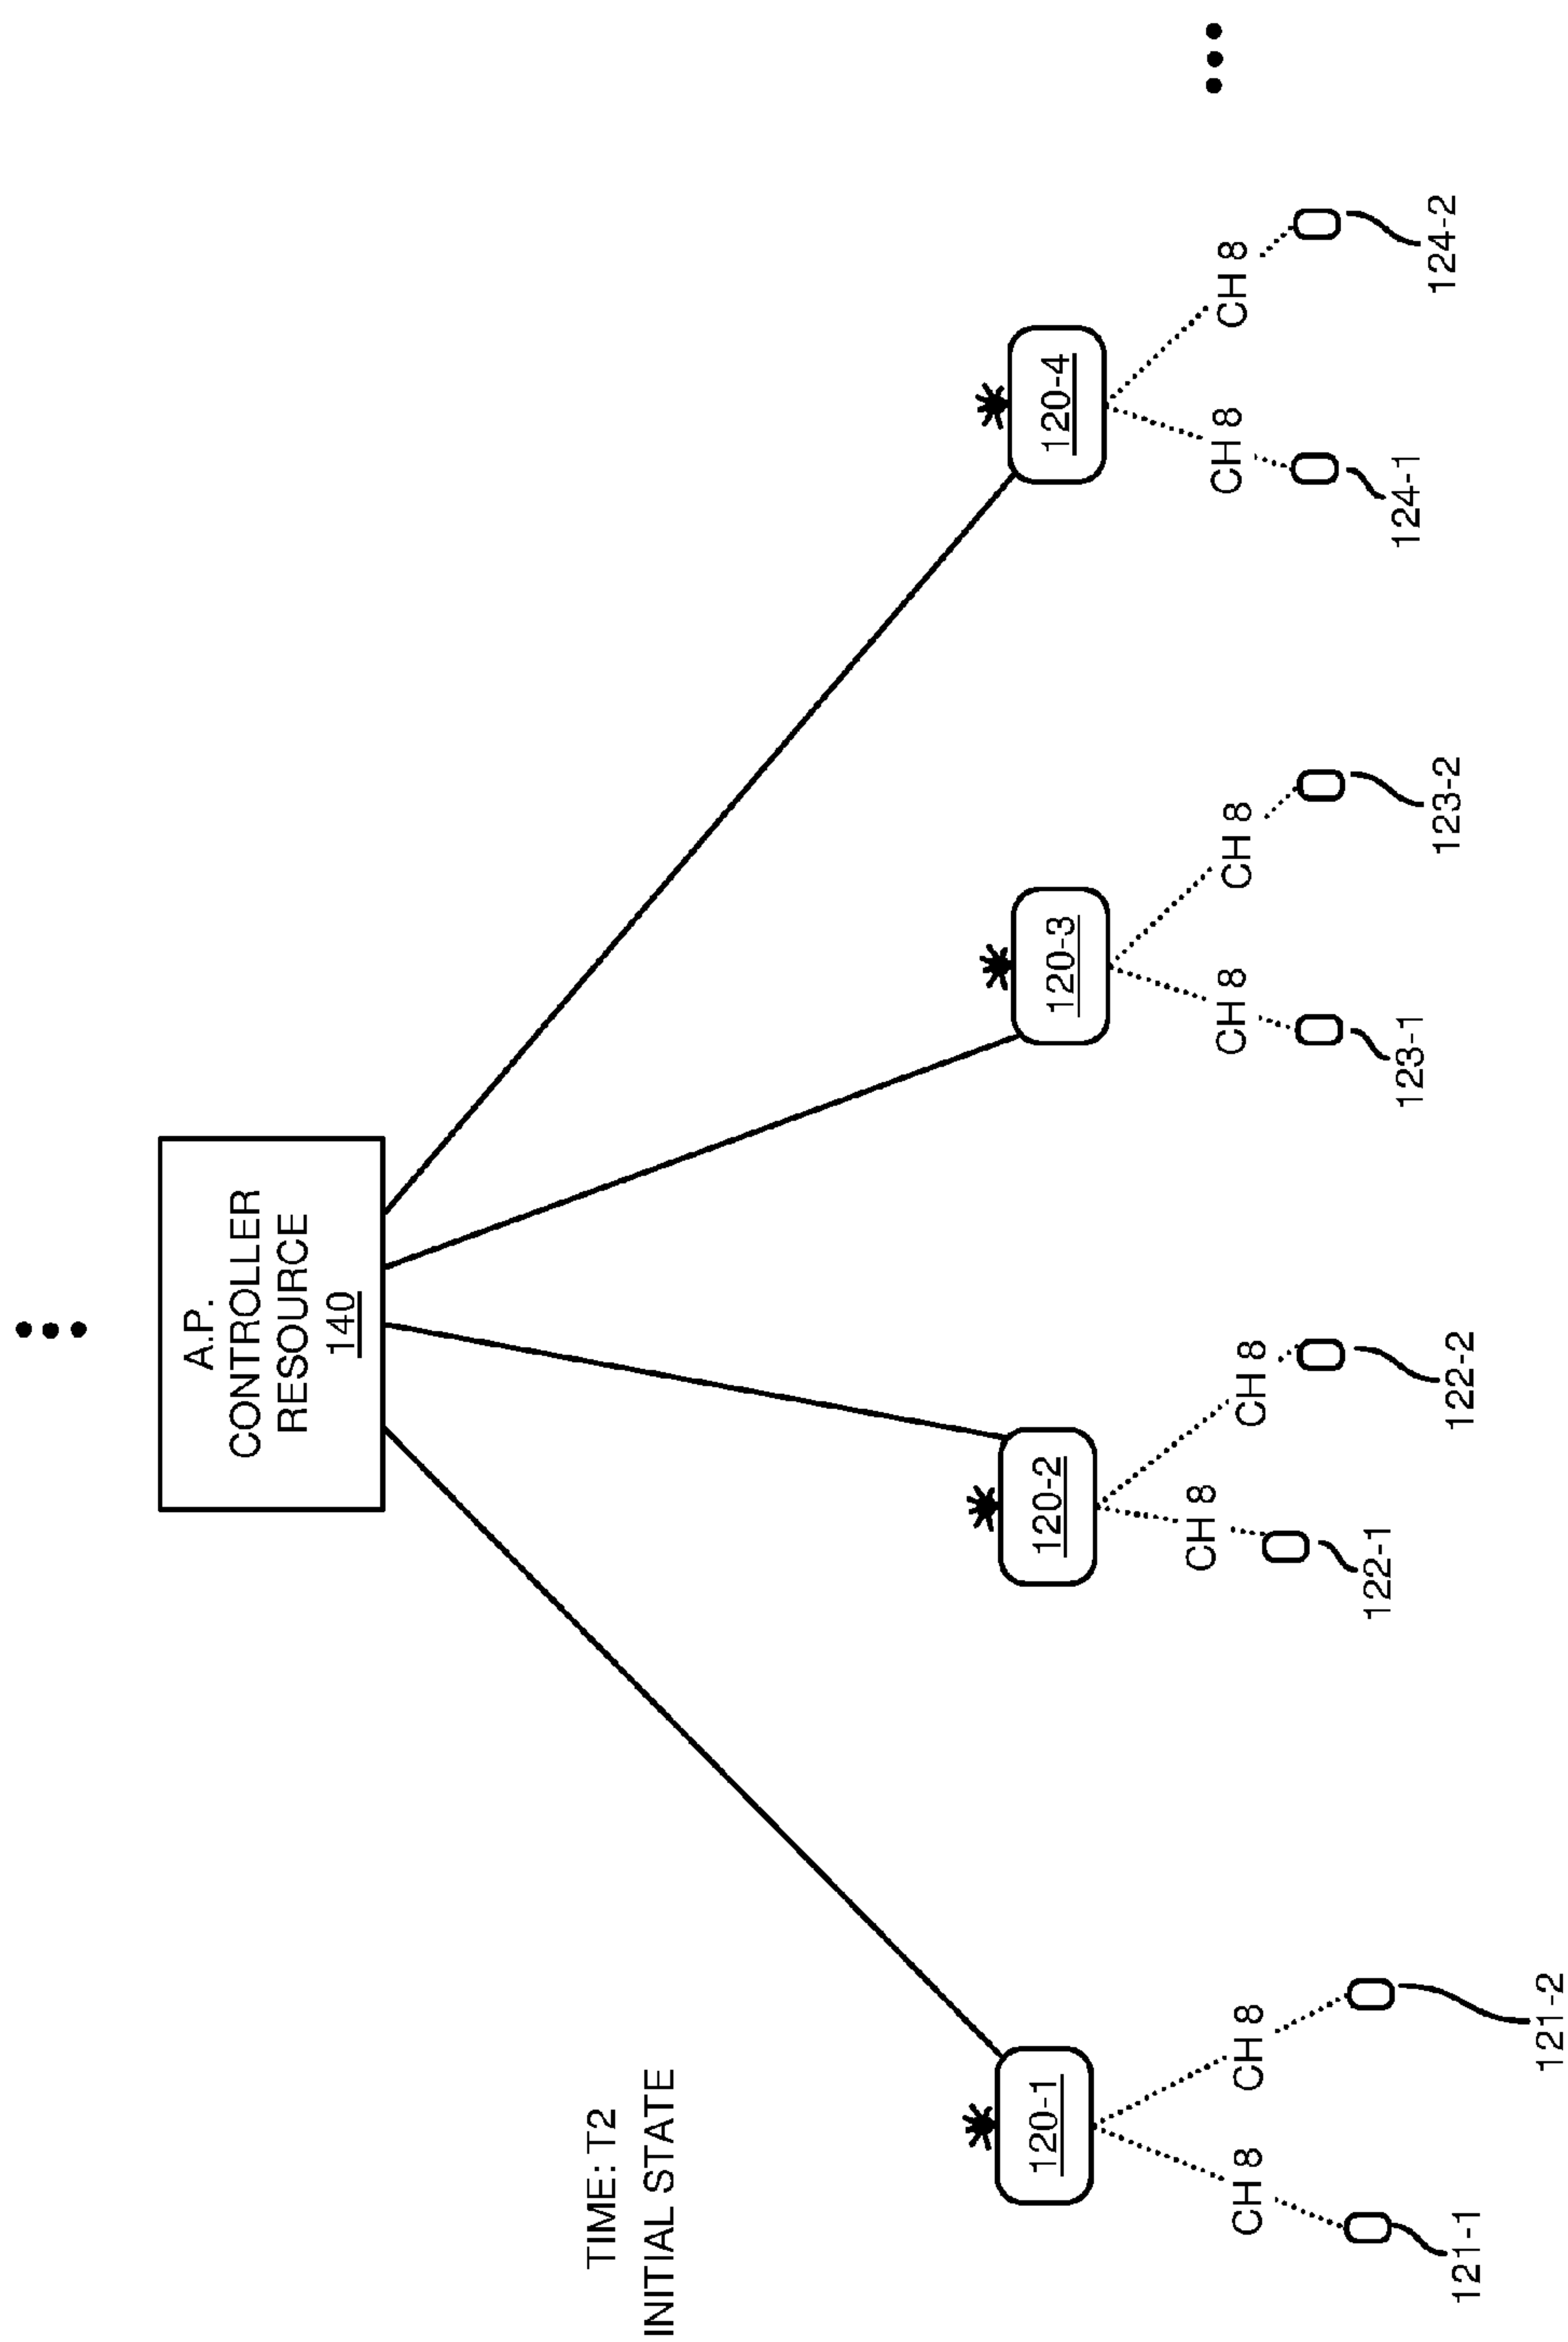 A.P.
CONTROLLER
RESOURCE
140
TIME: T2
INITIAL STATE
120-1
120-2
120-3
120-4
CH 8
CH 8
CH 8
CH 8
CH 8
CH 8
CH 8
CH 8
121-1
121-2
122-1
122-2
123-1
123-2
124-1
124-2